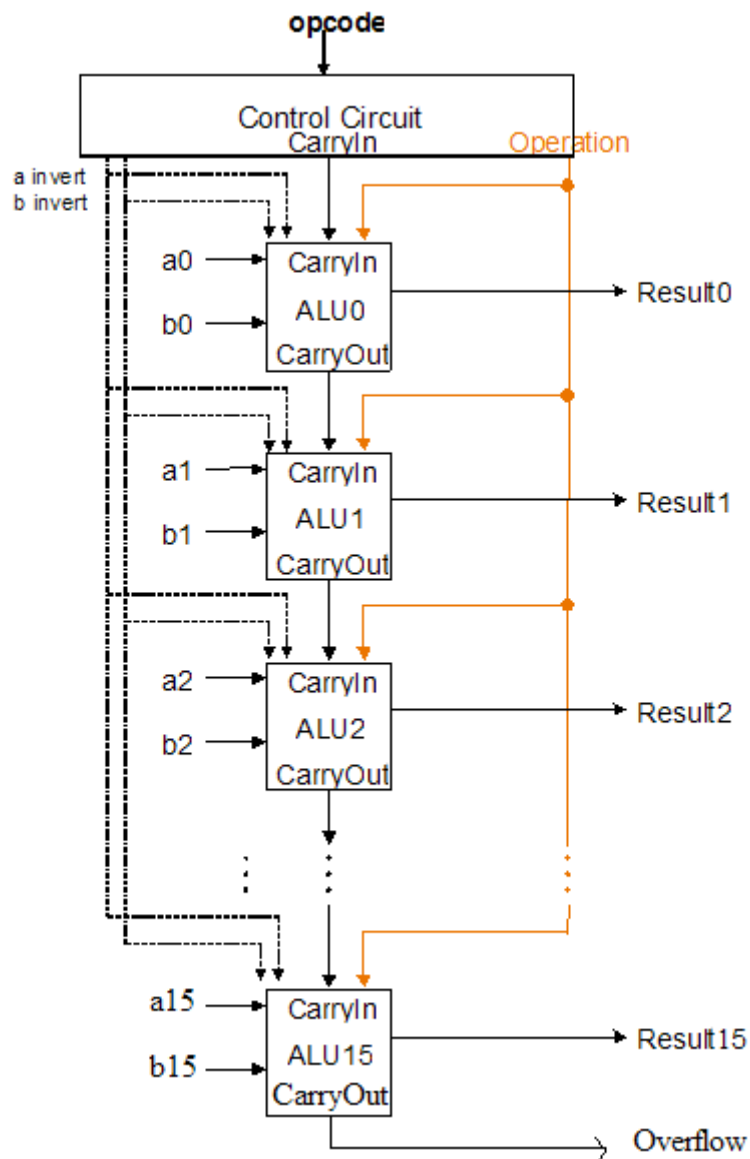 opcode
Control Circuit
CarryIn
Operation
a invert
b invert
a0
CarryIn
b0
ALU0
Result0
CarryOut
a1
CarryIn
b1
ALU1
Result1
CarryOut
a2
CarryIn
b2
ALU2
Result2
CarryOut
a15
CarryIn
b15
ALU15
Result15
CarryOut
Overflow